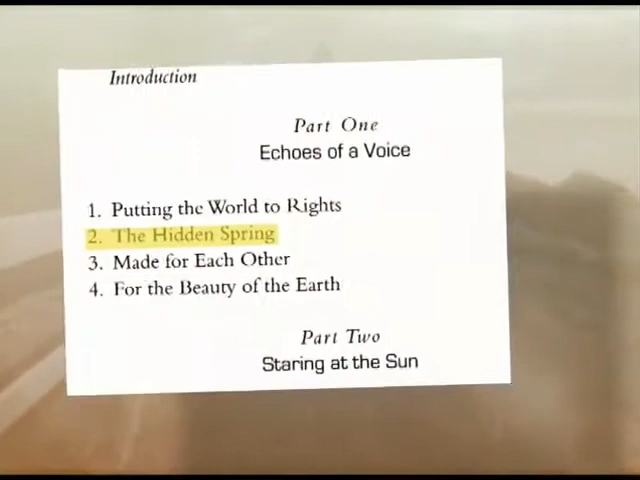 Introduction
Part One
Echoes of a Voice
1. Putting the World to Rights
2. The Hidden Spring
3. Made for Each Other
4. For the Beauty of the Earth
Part Two
Staring at the Sun